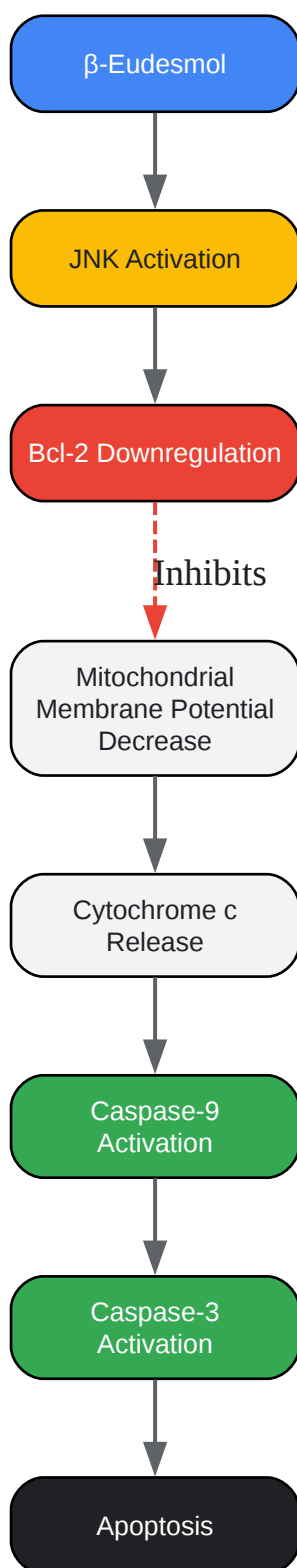 β-Eudesmol
JNK Activation
Bcl-2 Downregulation
Inhibits
Mitochondrial
Membrane Potential
Decrease
Cytochrome c
Release
Caspase-9
Activation
Caspase-3
Activation
Apoptosis